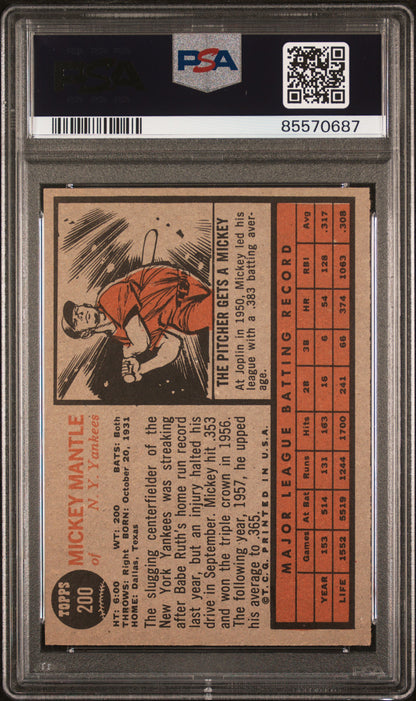 PSA
85570687
TOPPS
200
MICKEY MANTLE
of N. Y. Yankees
HT: 6:00 WT: 200 BATS: Both
THROWS: Right BORN: October 20, 1931
HOME: Dallas, Texas
The slugging centerfielder of the
New York Yankees was streaking
after Babe Ruth's home run record
last year, but an injury halted his
drive in September. Mickey hit .353
and won the triple crown in 1956.
The following year, 1957, he upped
his average to .365.
© T.C.G. PRINTED IN U.S.A.
THE PITCHER GETS A MICKEY
At Joplin in 1950, Mickey led his
league with a .383 batting aver-
age.
MAJOR LEAGUE BATTING RECORD
Games At Bat Runs Hits 2B 3B HR RBI Avg
YEAR 153 514 131 163 16 6 54 128 .317
LIFE 1552 5519 1244 1700 241 66 374 1063 .308
PSA